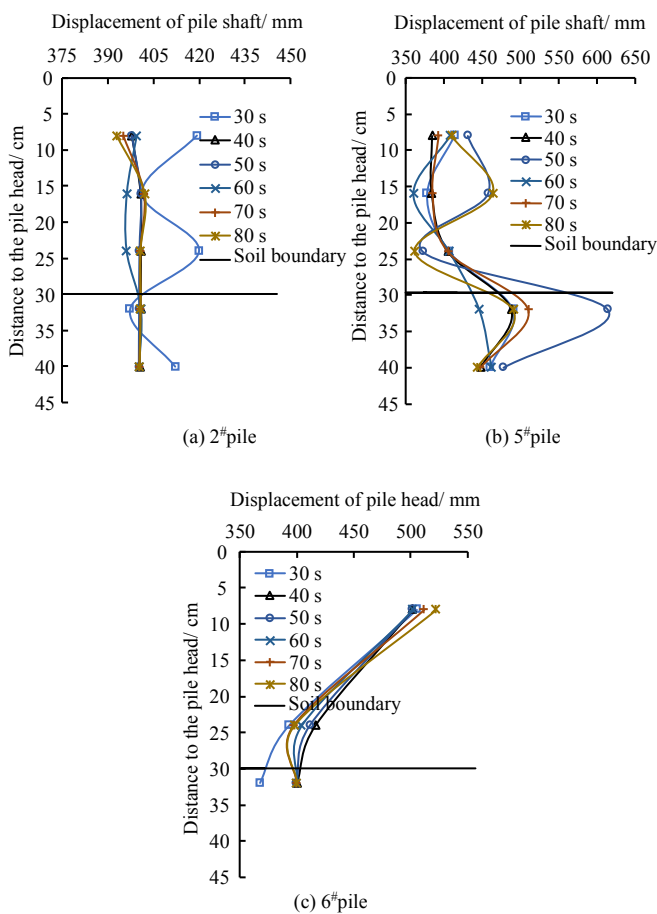 Displacement of pile shaft/ mm
375 390 405 420 435 450
0
5
10
15
20
25
30
35
40
45
Distance to the pile head/ cm
30 s
40 s
50 s
60 s
70 s
80 s
Soil boundary
(a) 2#pile
Displacement of pile shaft/ mm
350 400 450 500 550 600 650
0
5
10
15
20
25
30
35
40
45
Distance to the pile head/ cm
30 s
40 s
50 s
60 s
70 s
80 s
Soil boundary
(b) 5#pile
Displacement of pile head/ mm
350 400 450 500 550
0
5
10
15
20
25
30
35
40
45
Distance to the pile head/ cm
30 s
40 s
50 s
60 s
70 s
80 s
Soil boundary
(c) 6#pile